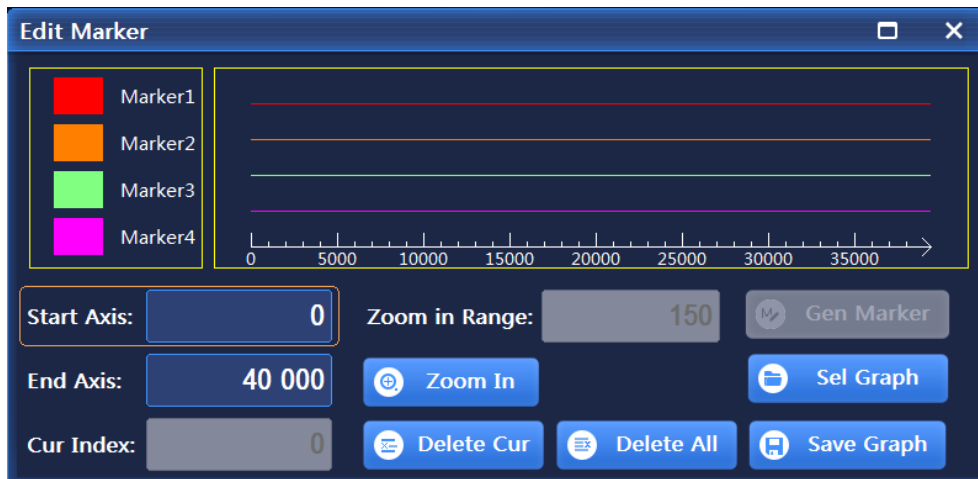 Edit Marker
Marker1
Marker2
Marker3
Marker4
0 5000 10000 15000 20000 25000 30000 35000
Start Axis: 0 Zoom in Range: 150 Gen Marker
End Axis: 40 000 Zoom In Sel Graph
Cur Index: 0 Delete Cur Delete All Save Graph